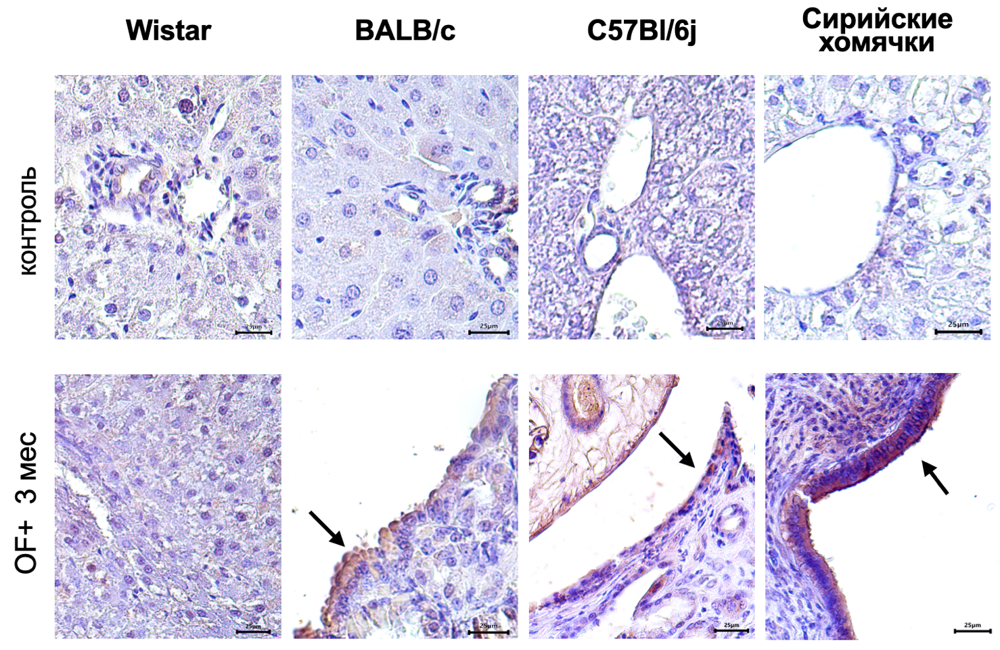 Wistar
BALB/c
C57Bl/6j
Сирийские
хомячки
контроль
25µm
25µm
25µm
25µm
OF+ 3 мес
25µm
25µm
25µm
25µm